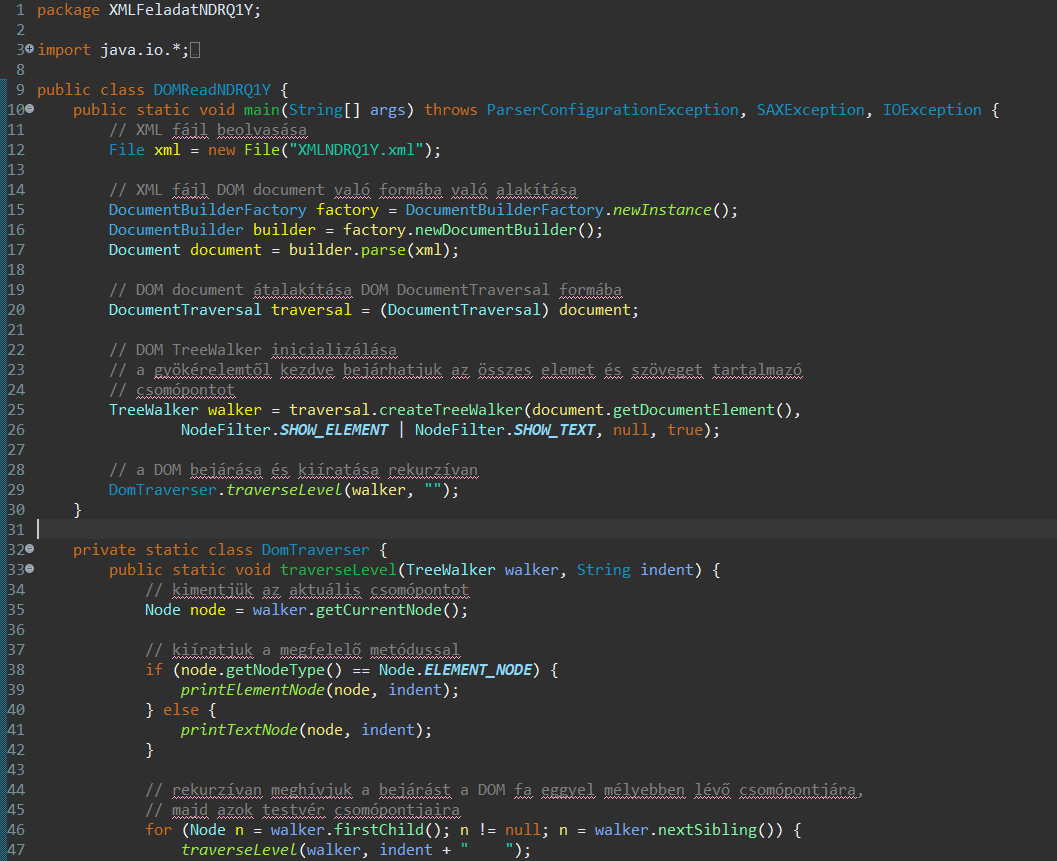 1 package XMLFeladatNDRQ1Y;
2
3 import java.io.*;
8
9 public class DOMReadNDRQ1Y {
10 public static void main(String[] args) throws ParserConfigurationException, SAXException, IOException {
11 // XML fájl beolvasása
12 File xml = new File("XMLNDRQ1Y.xml");
13
14 // XML fájl DOM document való formába való alakítása
15 DocumentBuilderFactory factory = DocumentBuilderFactory.newInstance();
16 DocumentBuilder builder = factory.newDocumentBuilder();
17 Document document = builder.parse(xml);
18
19 // DOM document átalakítása DOM DocumentTraversal formába
20 DocumentTraversal traversal = (DocumentTraversal) document;
21
22 // DOM TreeWalker inicializálása
23 // a gyökérelemtől kezdve bejárhatjuk az összes elemet és szöveget tartalmazó
24 // csomópontot
25 TreeWalker walker = traversal.createTreeWalker(document.getDocumentElement(),
26 NodeFilter.SHOW_ELEMENT | NodeFilter.SHOW_TEXT, null, true);
27
28 // a DOM bejárása és kiíratása rekurzívan
29 DomTraverser.traverseLevel(walker, "");
30 }
31
32 private static class DomTraverser {
33 public static void traverseLevel(TreeWalker walker, String indent) {
34 // kimentjük az aktuális csomópontot
35 Node node = walker.getCurrentNode();
36
37 // kiíratjuk a megfelelő metódussal
38 if (node.getNodeType() == Node.ELEMENT_NODE) {
39 printElementNode(node, indent);
40 } else {
41 printTextNode(node, indent);
42 }
43
44 // rekurzívan meghívjuk a bejárást a DOM fa eggyel mélyebben lévő csomópontjára,
45 // majd azok testvér csomópontjaira
46 for (Node n = walker.firstChild(); n != null; n = walker.nextSibling()) {
47 traverseLevel(walker, indent + "    ");